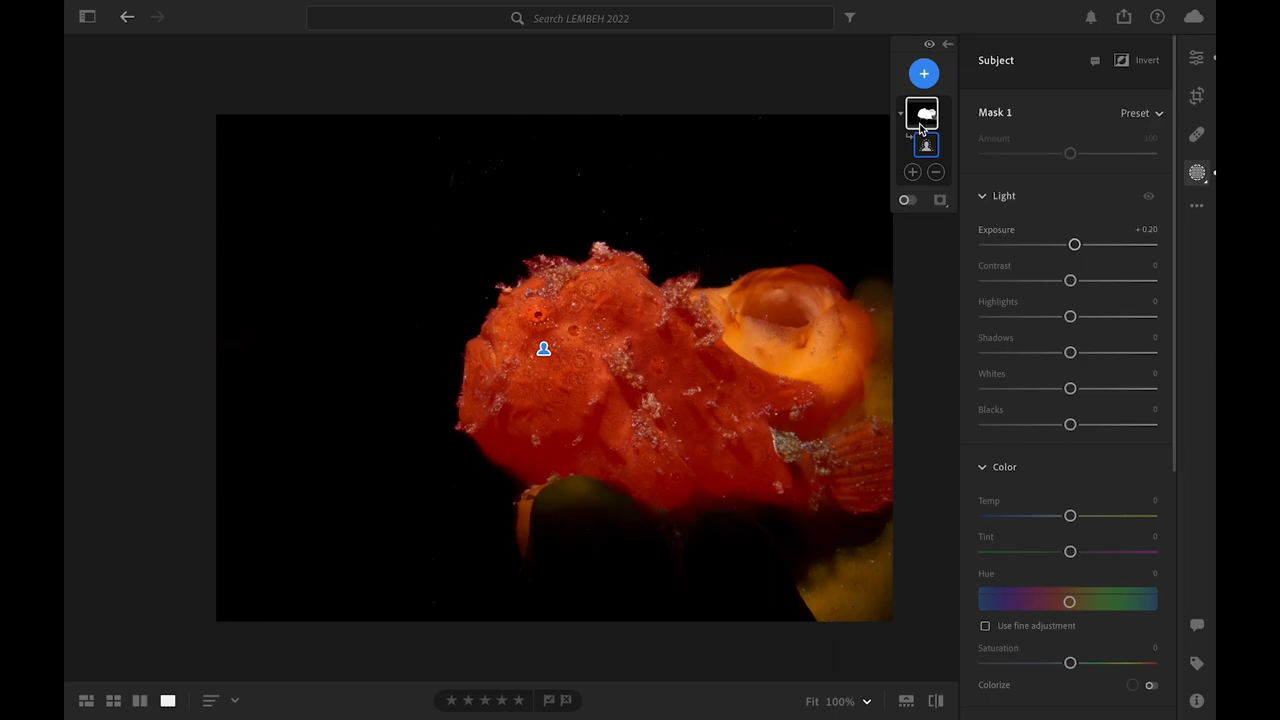 Search LEMBEH 2022
Subject
Invert
Mask 1
Preset
Amount 100
Light
Exposure + 0.20
Contrast 0
Highlights 0
Shadows 0
Whites 0
Blacks 0
Color
Temp 0
Tint 0
Hue 0
Use fine adjustment
Saturation 0
Colorize
Fit 100%